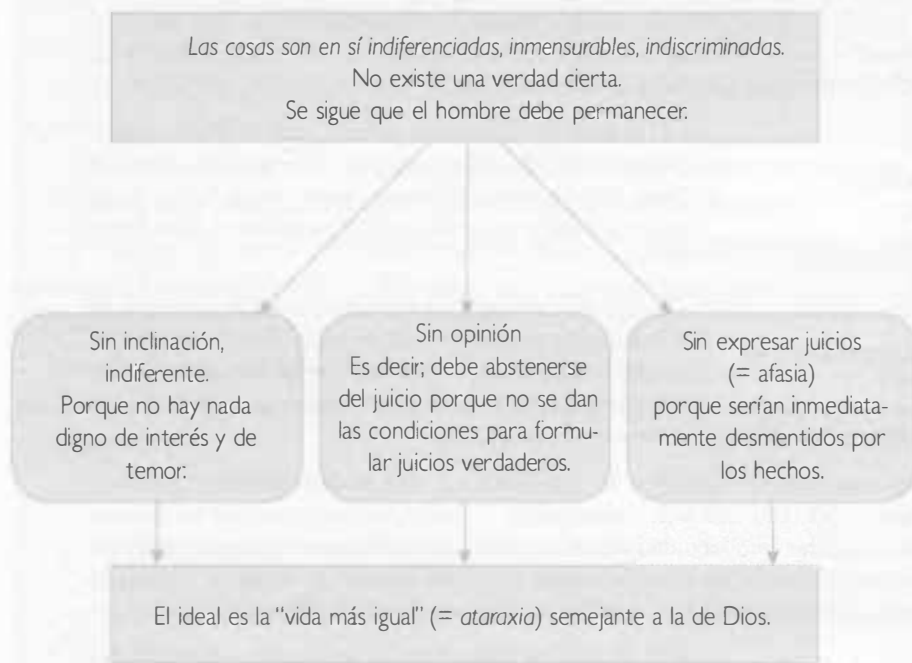 Las cosas son en sí indiferenciadas, inmensurables, indiscriminadas.
No existe una verdad cierta.
Se sigue que el hombre debe permanecer.
Sin inclinación,
indiferente.
Porque no hay nada
digno de interés y de
temor.
Sin opinión
Es decir; debe abstenerse
del juicio porque no se dan
las condiciones para formu-
lar juicios verdaderos.
Sin expresar juicios
(= afasia)
porque serían inmediata-
mente desmentidos por
los hechos.
El ideal es la “vida más igual” (= ataraxia) semejante a la de Dios.